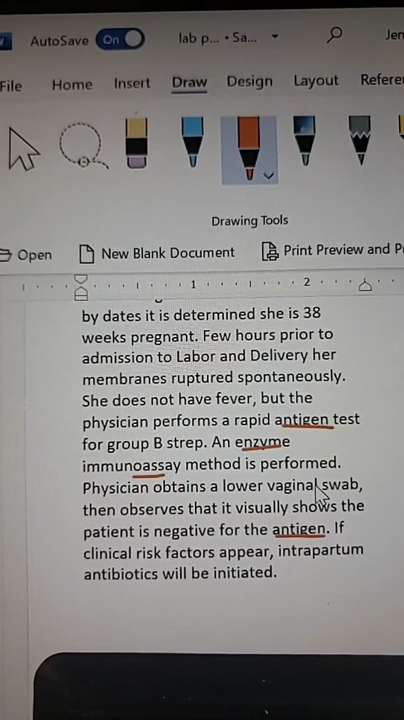 AutoSave On lab p... • Sa...
File Home Insert Draw Design Layout
Drawing Tools
Open New Blank Document Print Preview and
1 2
by dates it is determined she is 38
weeks pregnant. Few hours prior to
admission to Labor and Delivery her
membranes ruptured spontaneously.
She does not have fever, but the
physician performs a rapid antigen test
for group B strep. An enzyme
immunoassay method is performed.
Physician obtains a lower vaginal swab,
then observes that it visually shows the
patient is negative for the antigen. If
clinical risk factors appear, intrapartum
antibiotics will be initiated.